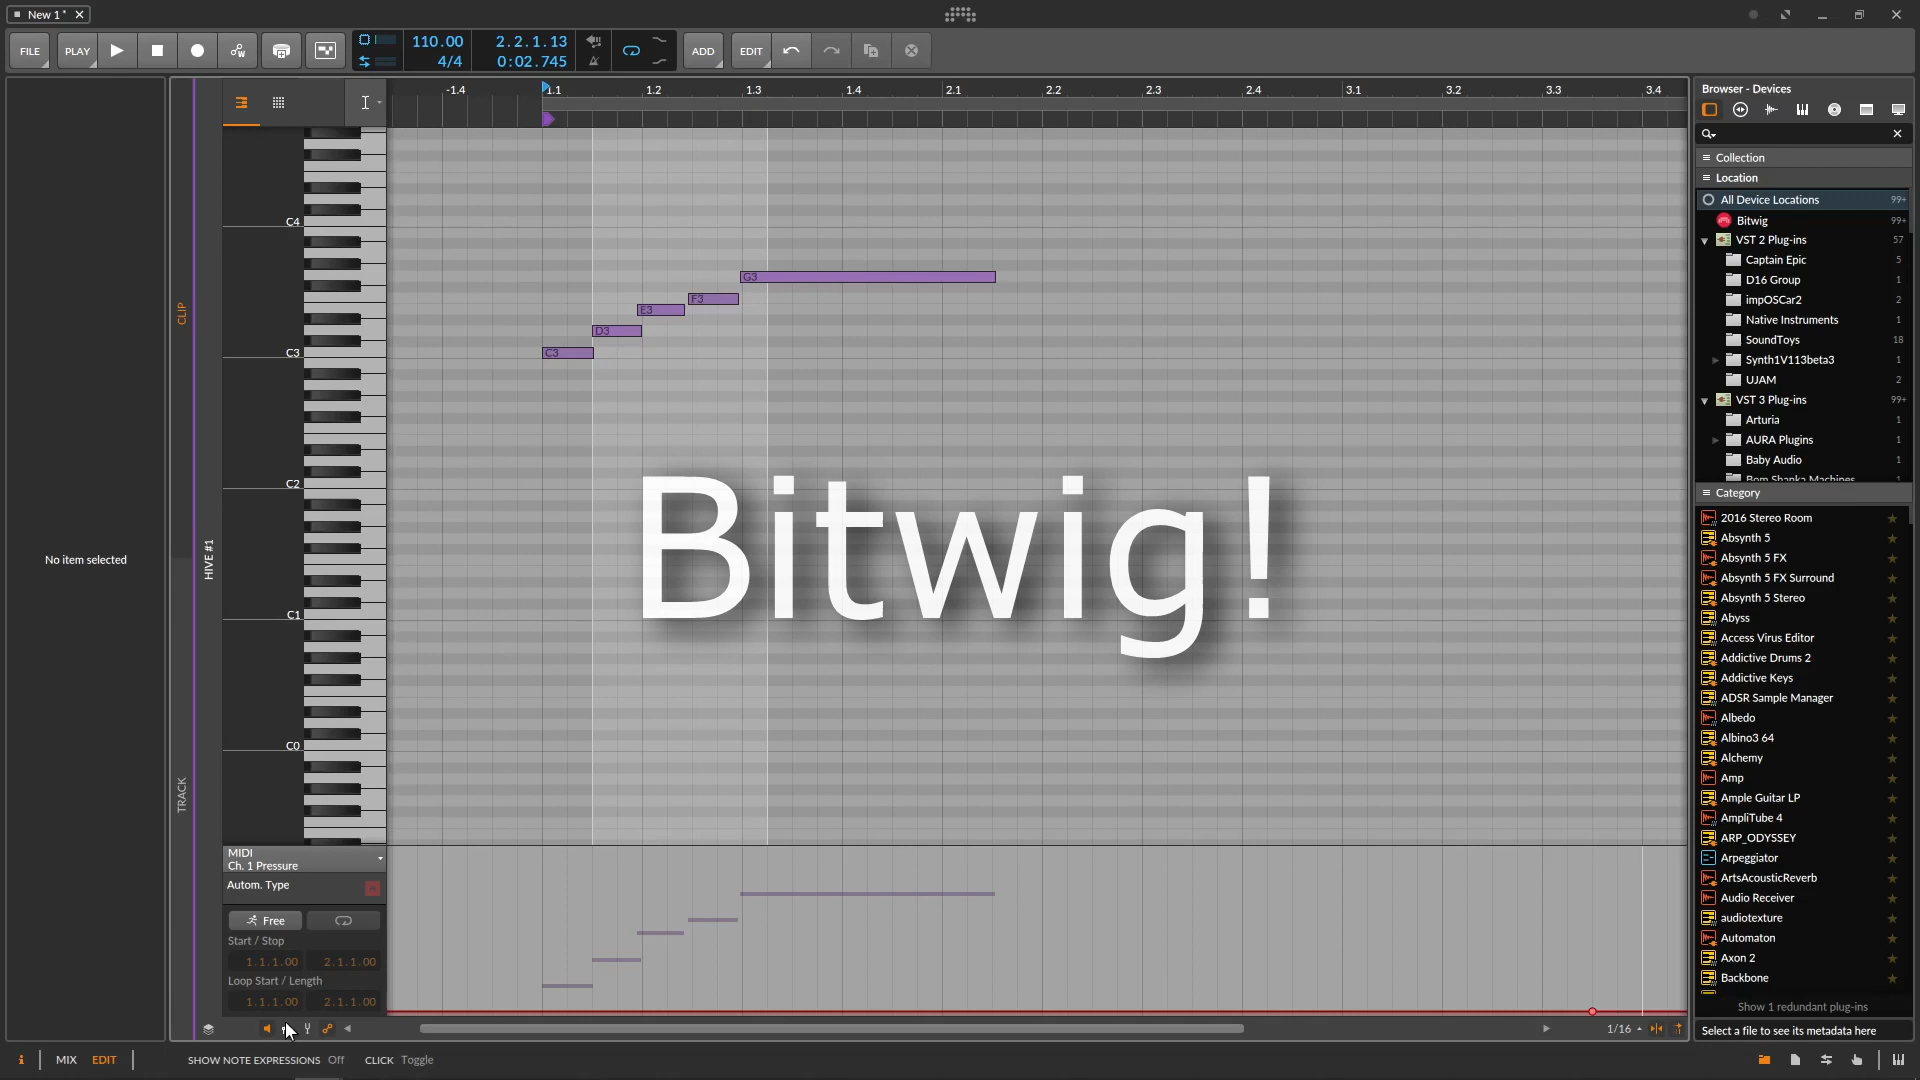 New 1*
FILE
PLAY
110.00
4/4
2.2.1.13
0:02.745
ADD
EDIT
-1.4
1.1
1.2
1.3
1.4
2.1
2.2
2.3
2.4
3.1
3.2
3.3
3.4
CLIP
HIVE #1
TRACK
No item selected
C4
C3
C2
C1
C0
G3
F3
E3
D3
C3
Bitwig!
MIDI
Ch. 1 Pressure
Autom. Type
Free
Start / Stop
1.1.1.00 2.1.1.00
Loop Start / Length
1.1.1.00 2.1.1.00
1/16
Browser - Devices
Collection
Location
All Device Locations 99+
Bitwig 99+
VST 2 Plug-ins 57
Captain Epic 5
D16 Group 1
impOSCar2 2
Native Instruments 1
SoundToys 18
Synth1V113beta3 1
UJAM 2
VST 3 Plug-ins 99+
Arturia 1
AURA Plugins 1
Baby Audio 1
Bom Shanka Machines
Category
2016 Stereo Room
Absynth 5
Absynth 5 FX
Absynth 5 FX Surround
Absynth 5 Stereo
Abyss
Access Virus Editor
Addictive Drums 2
Addictive Keys
ADSR Sample Manager
Albedo
Albino3 64
Alchemy
Amp
Ample Guitar LP
AmpliTube 4
ARP_ODYSSEY
Arpeggiator
ArtsAcousticReverb
Audio Receiver
audiotexture
Automaton
Axon 2
Backbone
Show 1 redundant plug-ins
Select a file to see its metadata here
MIX EDIT
SHOW NOTE EXPRESSIONS Off CLICK Toggle